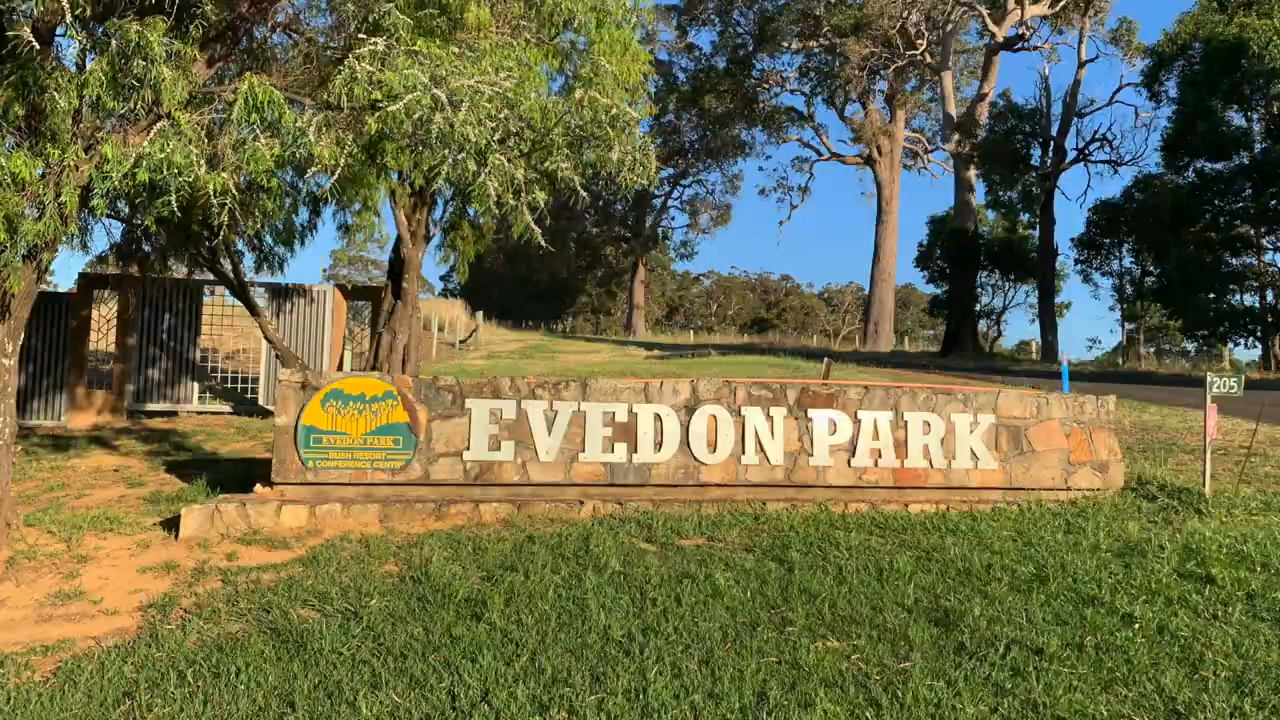 EVEDON PARK
BUSH RESORT
& CONFERENCE CENTRE
EVEDON PARK
205